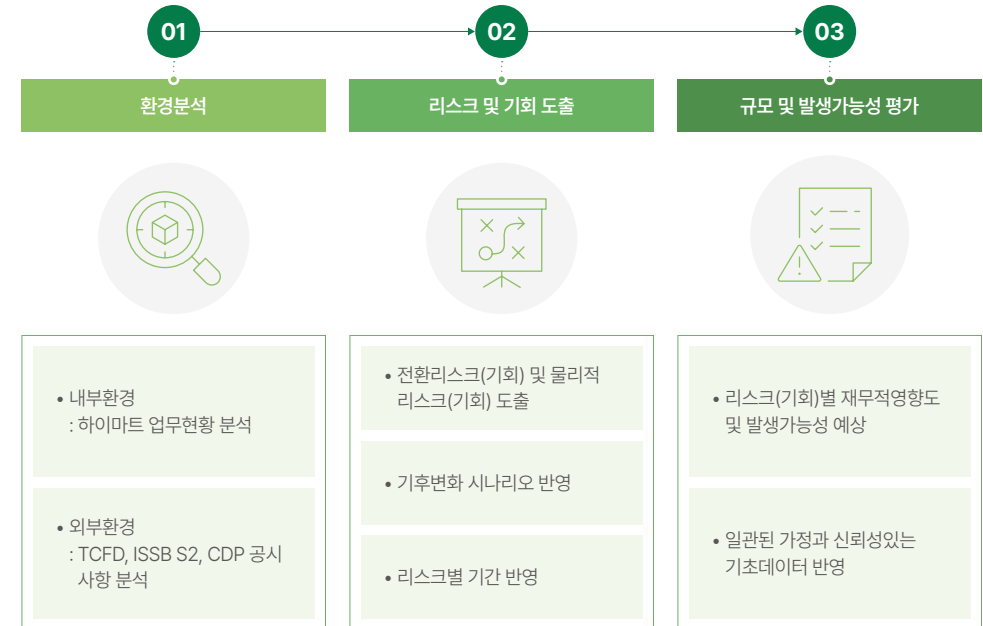 01
02
03
환경분석
리스크 및 기회 도출
규모 및 발생가능성 평가
• 내부환경
: 하이마트 업무현황 분석
• 외부환경
: TCFD, ISSB S2, CDP 공시
사항 분석
• 전환리스크(기회) 및 물리적
리스크(기회) 도출
• 기후변화 시나리오 반영
• 리스크별 기간 반영
• 리스크(기회)별 재무적영향도
및 발생가능성 예상
• 일관된 가정과 신뢰성있는
기초데이터 반영